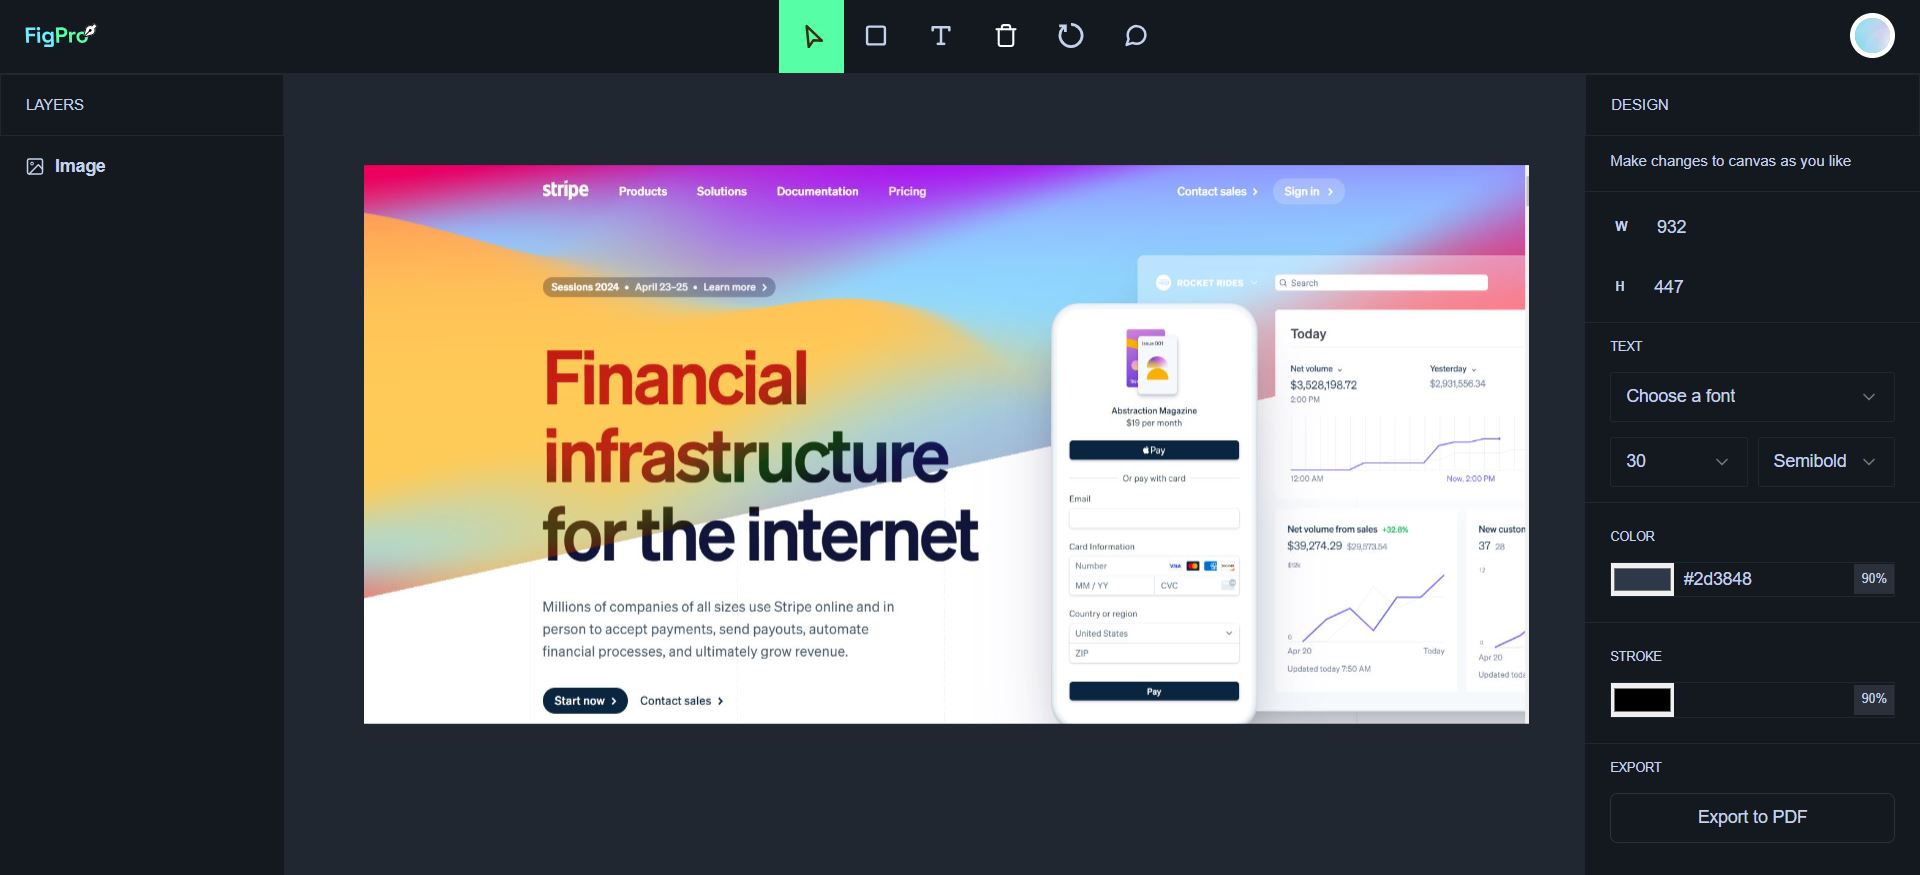 FigPro
LAYERS
Image
stripe
Products
Solutions
Documentation
Pricing
Contact sales
Sign in
Sessions 2024 • April 23–25 • Learn more
Financial
infrastructure
for the internet
Millions of companies of all sizes use Stripe online and in
person to accept payments, send payouts, automate
financial processes, and ultimately grow revenue.
Start now
Contact sales
Issue 001
Abstraction Magazine
$19 per month
Pay
Or pay with card
Email
Card Information
Number
VISA
MM / YY
CVC
Country or region
United States
ZIP
Pay
ROCKET RIDES
Search
Today
Net volume
$3,528,198.72
2:00 PM
Yesterday
$2,931,556.34
12:00 AM
Now, 2:00 PM
Net volume from sales +32.8%
$39,274.29 $29,573.54
$12k
0
Apr 20
Today
Updated today 7:50 AM
New custon
37 28
12
0
Apr 20
Updated toda
DESIGN
Make changes to canvas as you like
W 932
H 447
TEXT
Choose a font
30
Semibold
COLOR
#2d3848
90%
STROKE
90%
EXPORT
Export to PDF